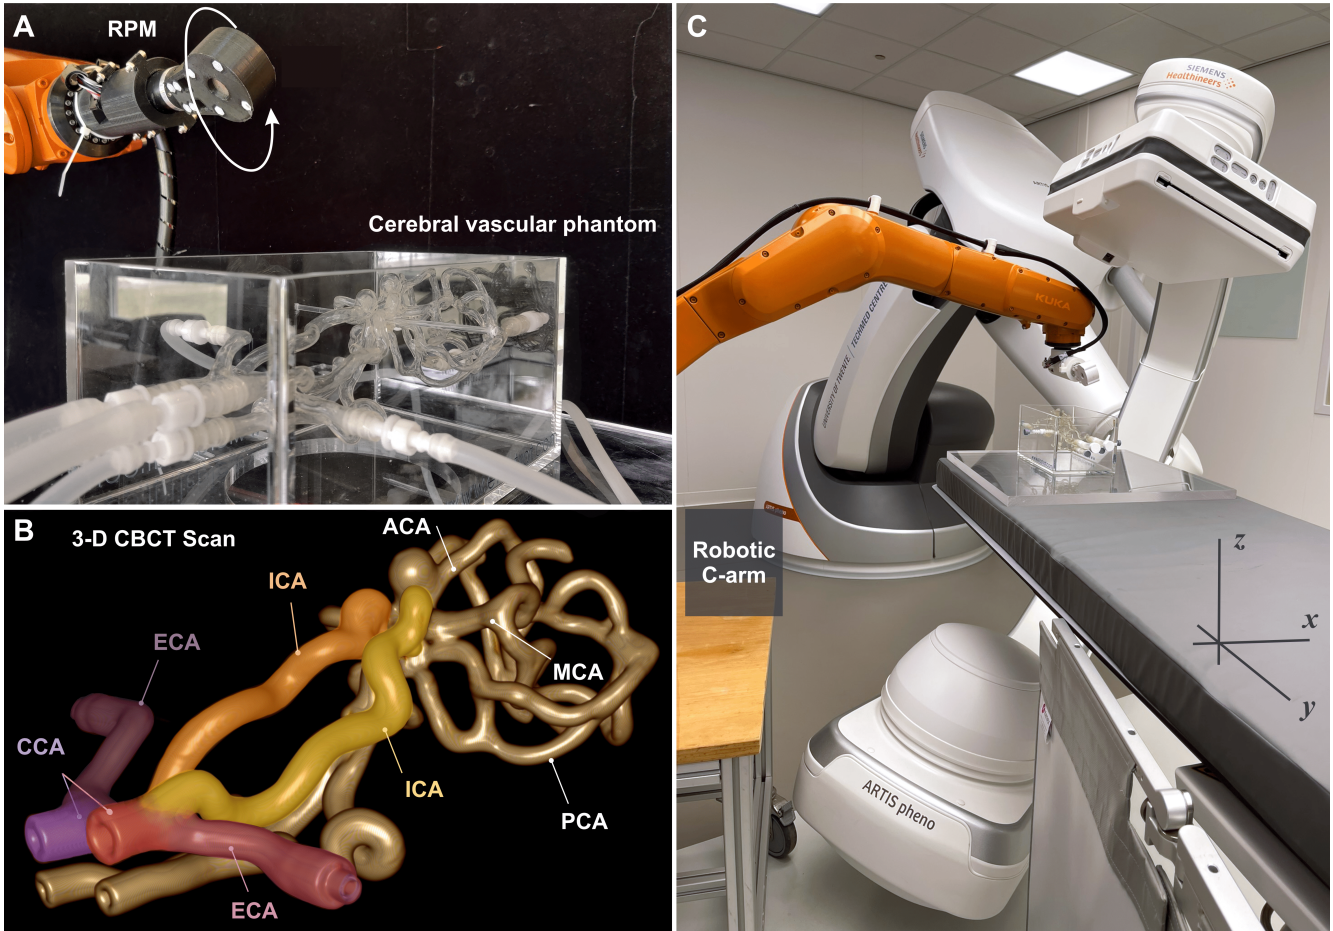 A
RPM
Cerebral vascular phantom
B
3-D CBCT Scan
ACA
ICA
ECA
MCA
CCA
ICA
PCA
ECA
C
SIEMENS
Healthineers
KUKA
UNIVERSITY OF TWENTE | TECHMED CENTRE
Robotic
C-arm
z
x
y
ARTIS pheno